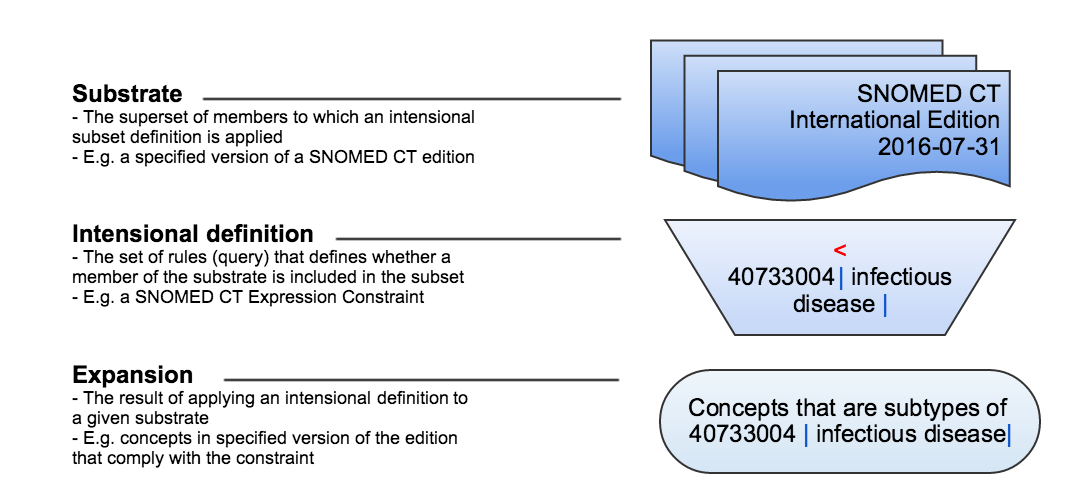 Substrate
- The superset of members to which an intensional
subset definition is applied
- E.g. a specified version of a SNOMED CT edition
SNOMED CT
International Edition
2016-07-31
Intensional definition
- The set of rules (query) that defines whether a
member of the substrate is included in the subset
- E.g. a SNOMED CT Expression Constraint
<
40733004| infectious
disease |
Expansion
- The result of applying an intensional definition to
a given substrate
- E.g. concepts in specified version of the edition
that comply with the constraint
Concepts that are subtypes of
40733004 | infectious disease|